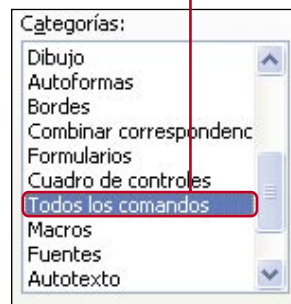 Categorías:
Dibujo
Autoformas
Bordes
Combinar correspondenc
Formularios
Cuadro de controles
Todos los comandos
Macros
Fuentes
Autotexto